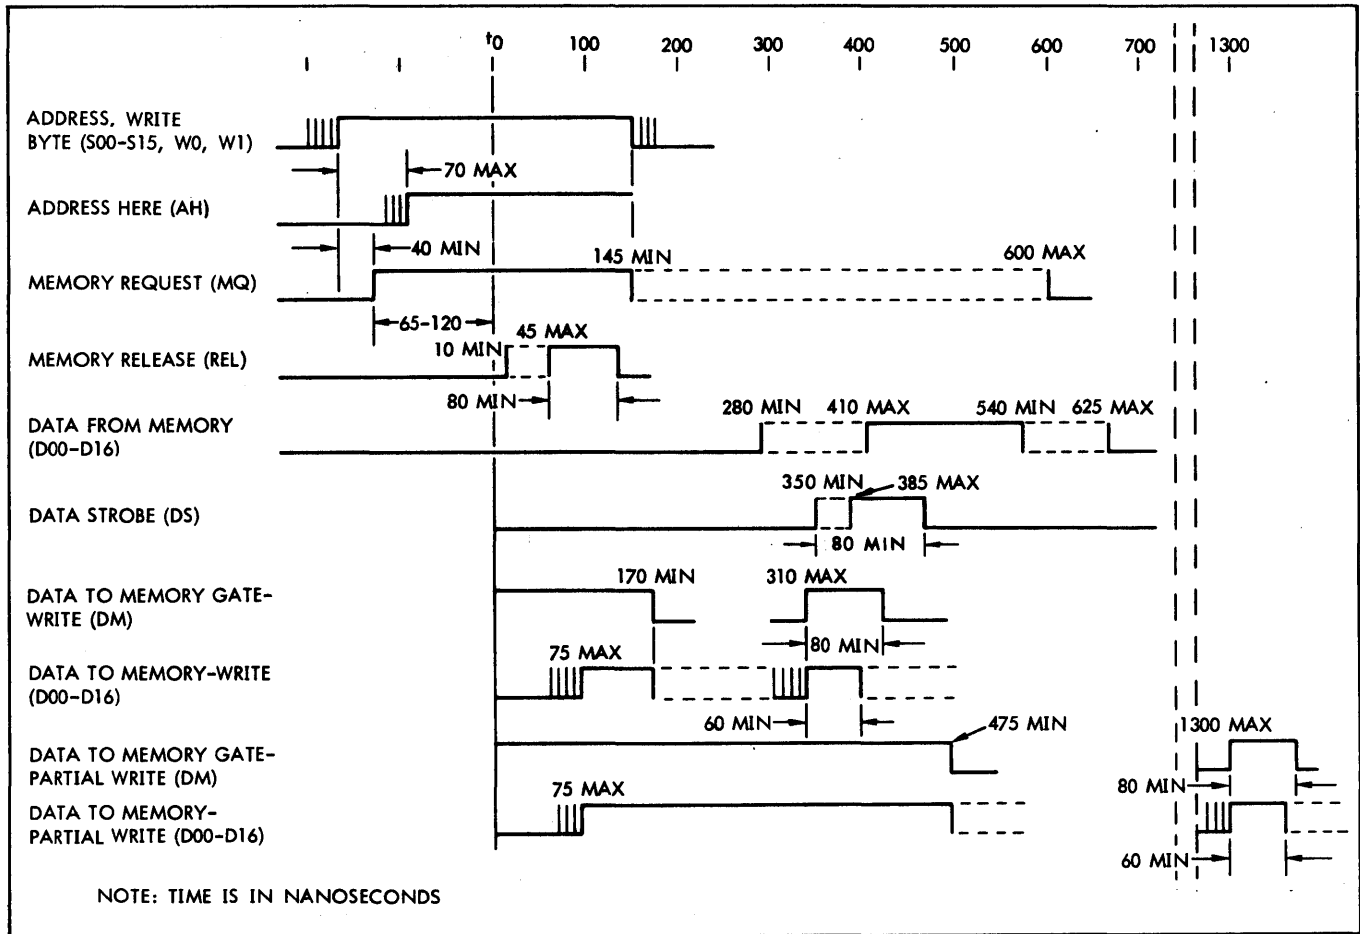 t0 100 200 300 400 500 600 700 1300
ADDRESS, WRITE
BYTE (S00-S15, W0, W1)
70 MAX
ADDRESS HERE (AH)
40 MIN
145 MIN
600 MAX
MEMORY REQUEST (MQ)
65-120
45 MAX
10 MIN
MEMORY RELEASE (REL)
80 MIN
280 MIN 410 MAX 540 MIN 625 MAX
DATA FROM MEMORY
(D00-D16)
350 MIN 385 MAX
DATA STROBE (DS)
80 MIN
170 MIN 310 MAX
DATA TO MEMORY GATE-
WRITE (DM)
80 MIN
75 MAX
DATA TO MEMORY-WRITE
(D00-D16)
60 MIN
475 MIN
1300 MAX
DATA TO MEMORY GATE-
PARTIAL WRITE (DM)
80 MIN
75 MAX
DATA TO MEMORY-
PARTIAL WRITE (D00-D16)
60 MIN
NOTE: TIME IS IN NANOSECONDS